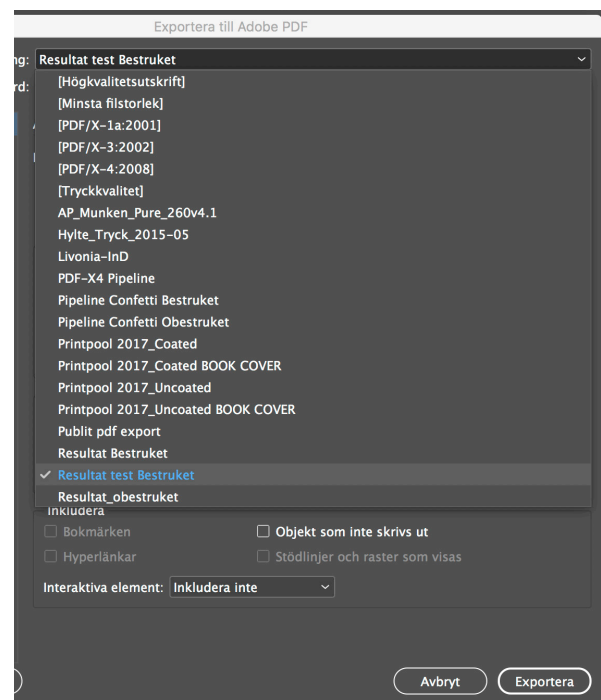 Exportera till Adobe PDF
ng: Resultat test Bestruket
rd:
[Högkvalitetsutskrift]
[Minsta filstorlek]
[PDF/X-1a:2001]
[PDF/X-3:2002]
[PDF/X-4:2008]
[Tryckkvalitet]
AP_Munken_Pure_260v4.1
Hylte_Tryck_2015-05
Livonia-InD
PDF-X4 Pipeline
Pipeline Confetti Bestruket
Pipeline Confetti Obestruket
Printpool 2017_Coated
Printpool 2017_Coated BOOK COVER
Printpool 2017_Uncoated
Printpool 2017_Uncoated BOOK COVER
Publit pdf export
Resultat Bestruket
✓ Resultat test Bestruket
Resultat_obestruket
Inkludera
Bokmärken Objekt som inte skrivs ut
Hyperlänkar Stödlinjer och raster som visas
Interaktiva element: Inkludera inte
Avbryt Exportera